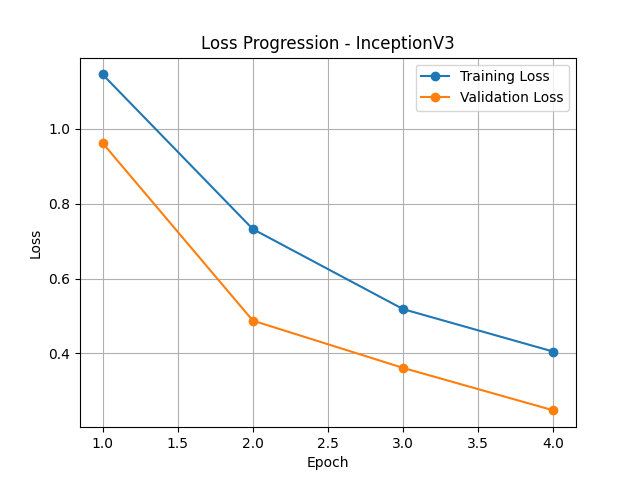 Loss Progression - InceptionV3
Training Loss
Validation Loss
1.0
0.8
0.6
0.4
Loss
1.0 1.5 2.0 2.5 3.0 3.5 4.0
Epoch